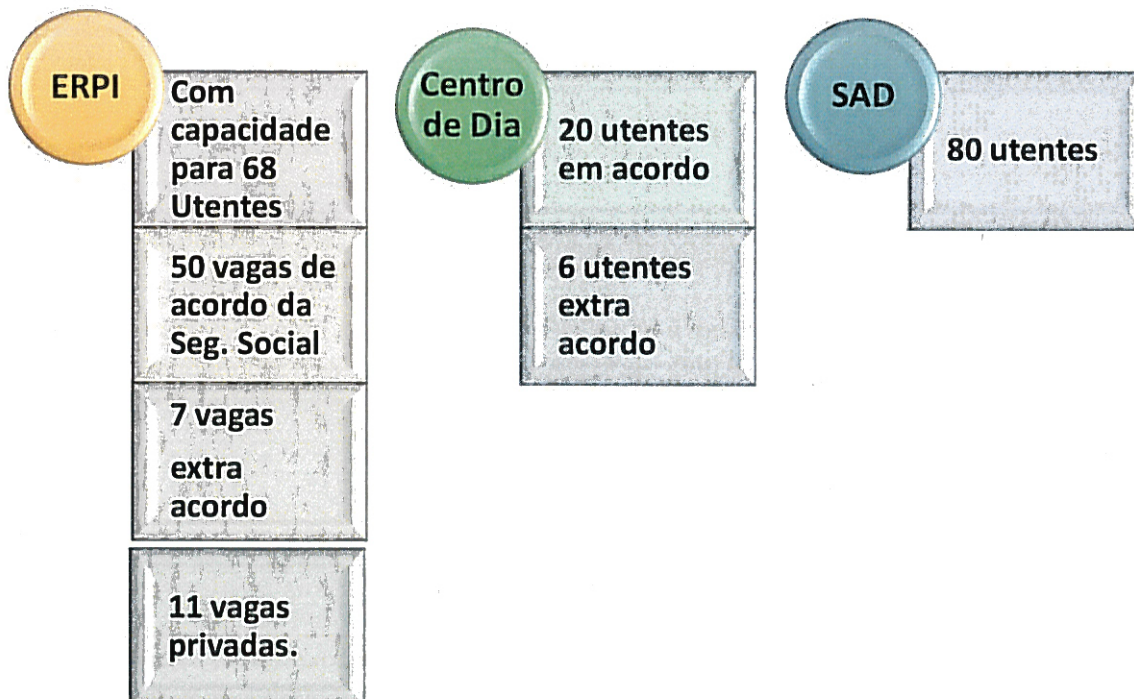 ERPI
Com
capacidade
para 68
Utentes
50 vagas de
acordo da
Seg. Social
7 vagas
extra
acordo
11 vagas
privadas.
Centro
de Dia
20 utentes
em acordo
6 utentes
extra
acordo
SAD
80 utentes